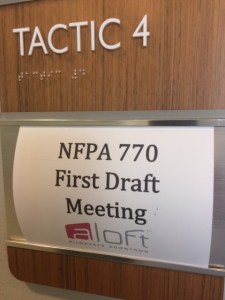 TACTIC 4
NFPA 770
First Draft
Meeting
aloft